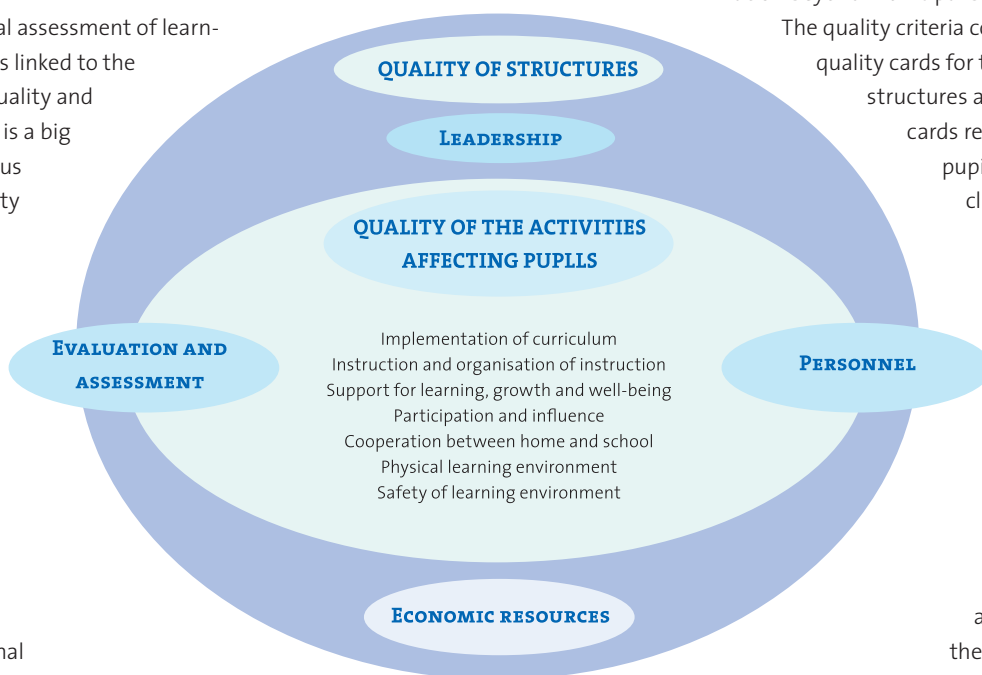 al assessment of learn-
s linked to the
uality and
is a big
us
ty
QUALITY OF STRUCTURES
LEADERSHIP
QUALITY OF THE ACTIVITIES
AFFECTING PUPLLS
EVALUATION AND
ASSESSMENT
Implementation of curriculum
Instruction and organisation of instruction
Support for learning, growth and well-being
Participation and influence
Cooperation between home and school
Physical learning environment
Safety of learning environment
PERSONNEL
ECONOMIC RESOURCES
nal
The quality criteria co
quality cards for t
structures a
cards re
pupi
cl
a
the